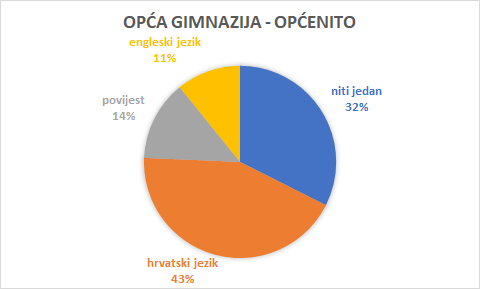 OPĆA GIMNAZIJA - OPĆENITO
engleski jezik
11%
niti jedan
32%
povijest
14%
hrvatski jezik
43%